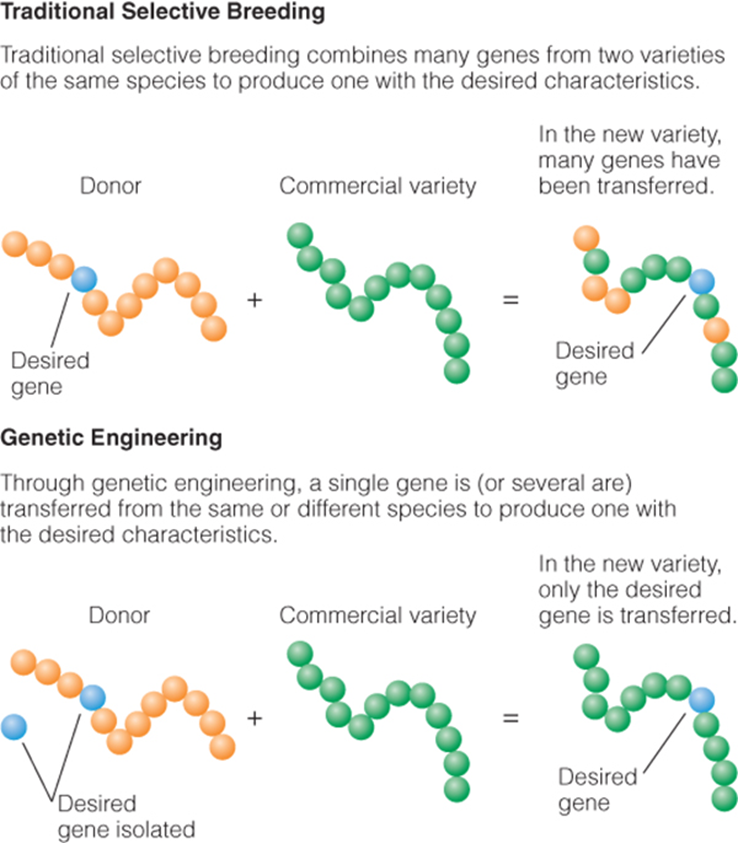 Traditional Selective Breeding
Traditional selective breeding combines many genes from two varieties
of the same species to produce one with the desired characteristics.
In the new variety,
many genes have
been transferred.
Donor
Commercial variety
+
=
Desired
gene
Desired
gene
Genetic Engineering
Through genetic engineering, a single gene is (or several are)
transferred from the same or different species to produce one with
the desired characteristics.
In the new variety,
only the desired
gene is transferred.
Donor
Commercial variety
+
=
Desired
gene isolated
Desired
gene